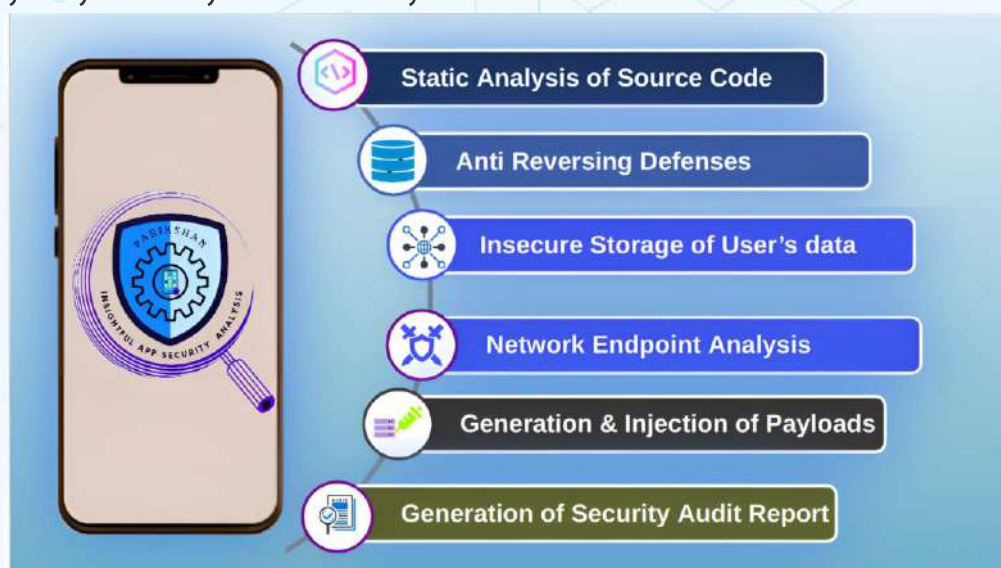 PARIKSHAN
INSIGHTFUL APP SECURITY ANALYSIS
Static Analysis of Source Code
Anti Reversing Defenses
Insecure Storage of User’s data
Network Endpoint Analysis
Generation & Injection of Payloads
Generation of Security Audit Report